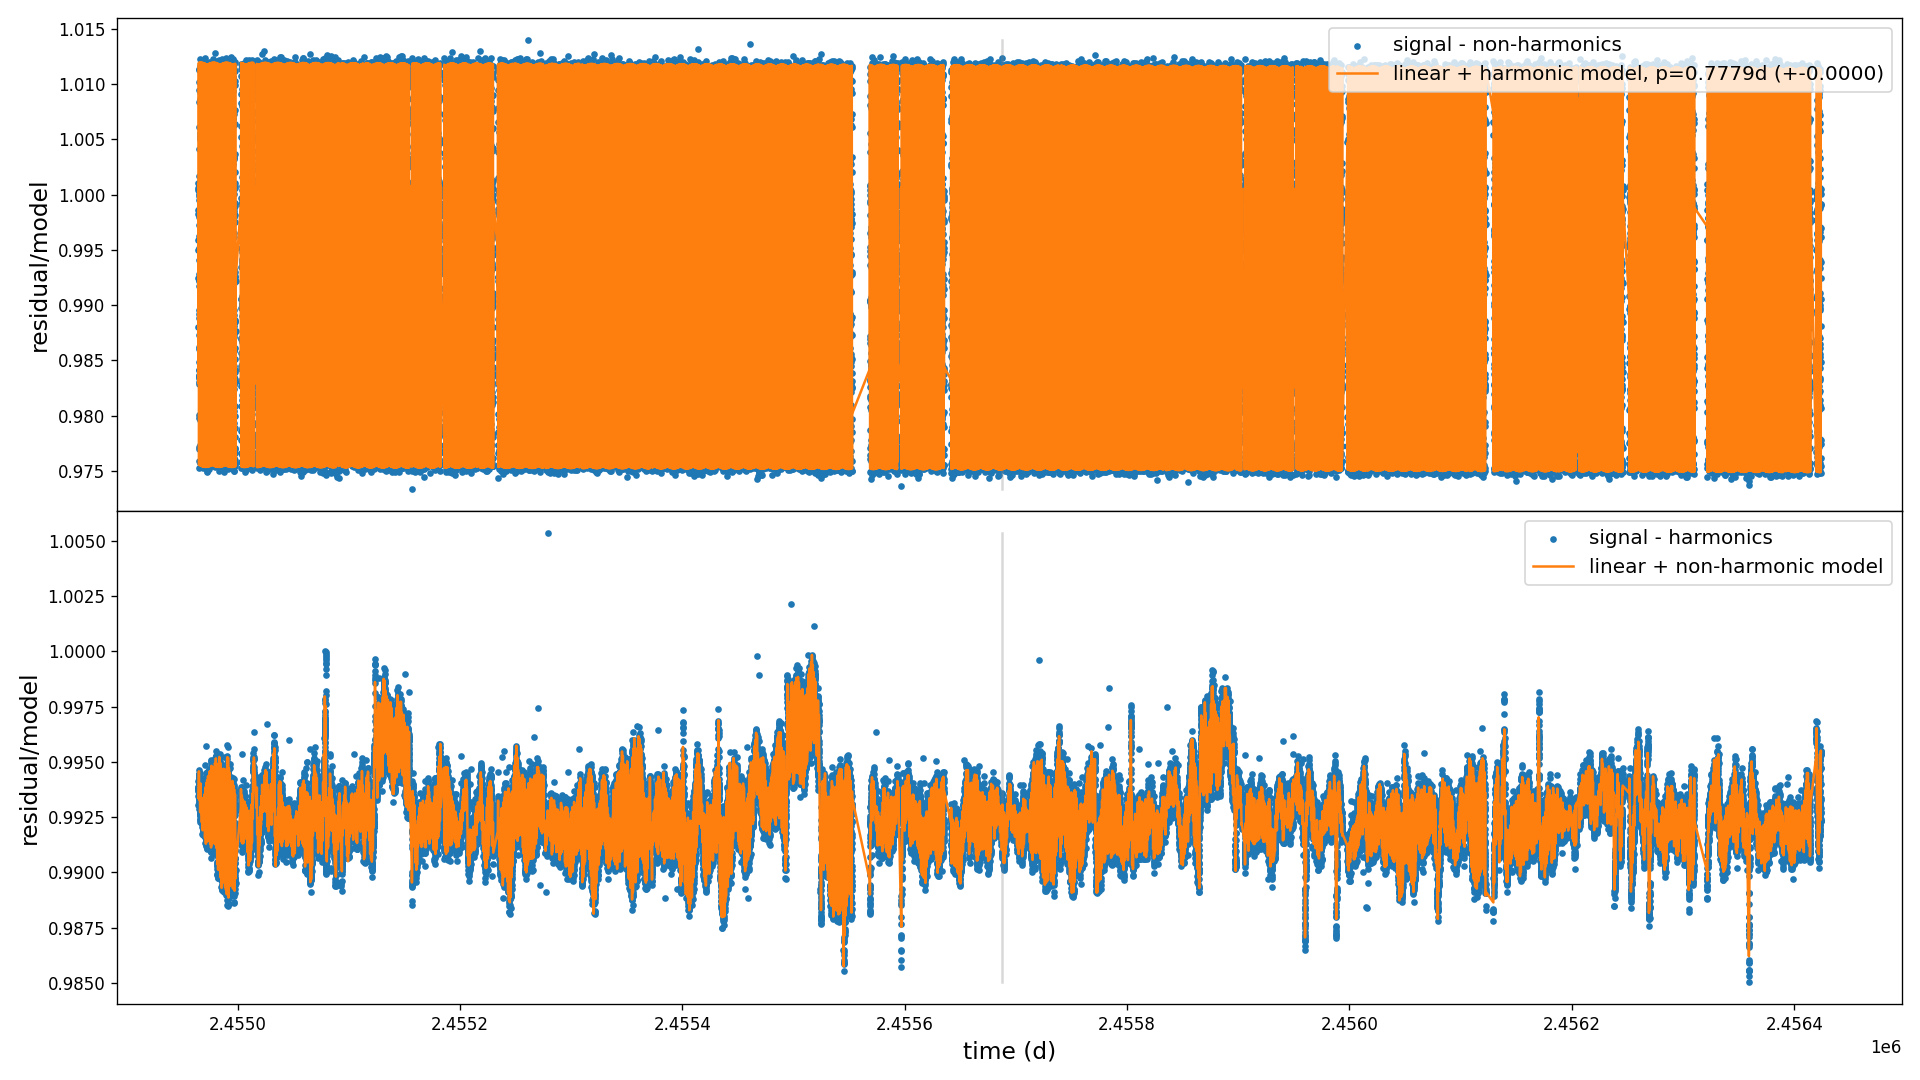 1.015
1.010
1.005
1.000
0.995
0.990
0.985
0.980
0.975
residual/model
signal - non-harmonics
linear + harmonic model, p=0.7779d (+-0.0000)
1.0050
1.0025
1.0000
0.9975
0.9950
0.9925
0.9900
0.9875
0.9850
residual/model
signal - harmonics
linear + non-harmonic model
2.4550 2.4552 2.4554 2.4556 2.4558 2.4560 2.4562 2.4564
1e6
time (d)